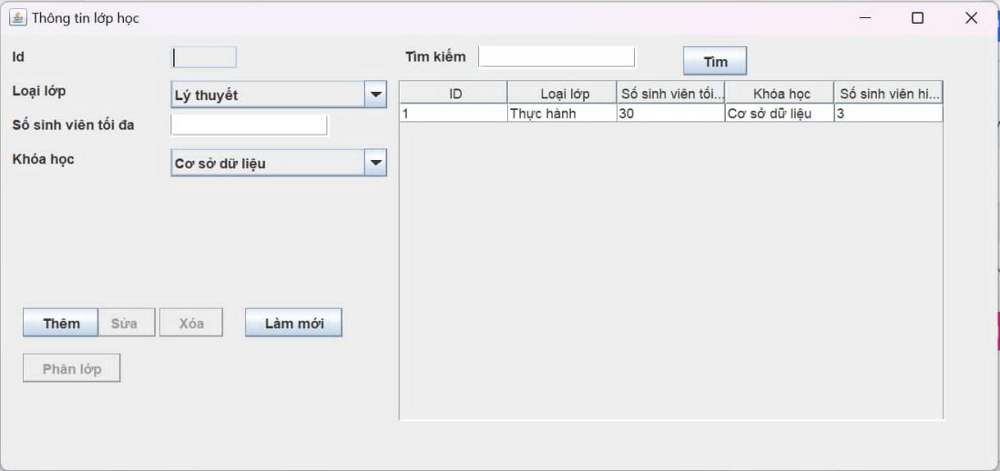 Thông tin lớp học
Id
Tìm kiếm
Tìm
Loại lớp
Lý thuyết
Số sinh viên tối đa
Khóa học
Cơ sở dữ liệu
ID Loại lớp Số sinh viên tối... Khóa học Số sinh viên hi...
1 Thực hành 30 Cơ sở dữ liệu 3
Thêm Sửa Xóa Làm mới
Phân lớp